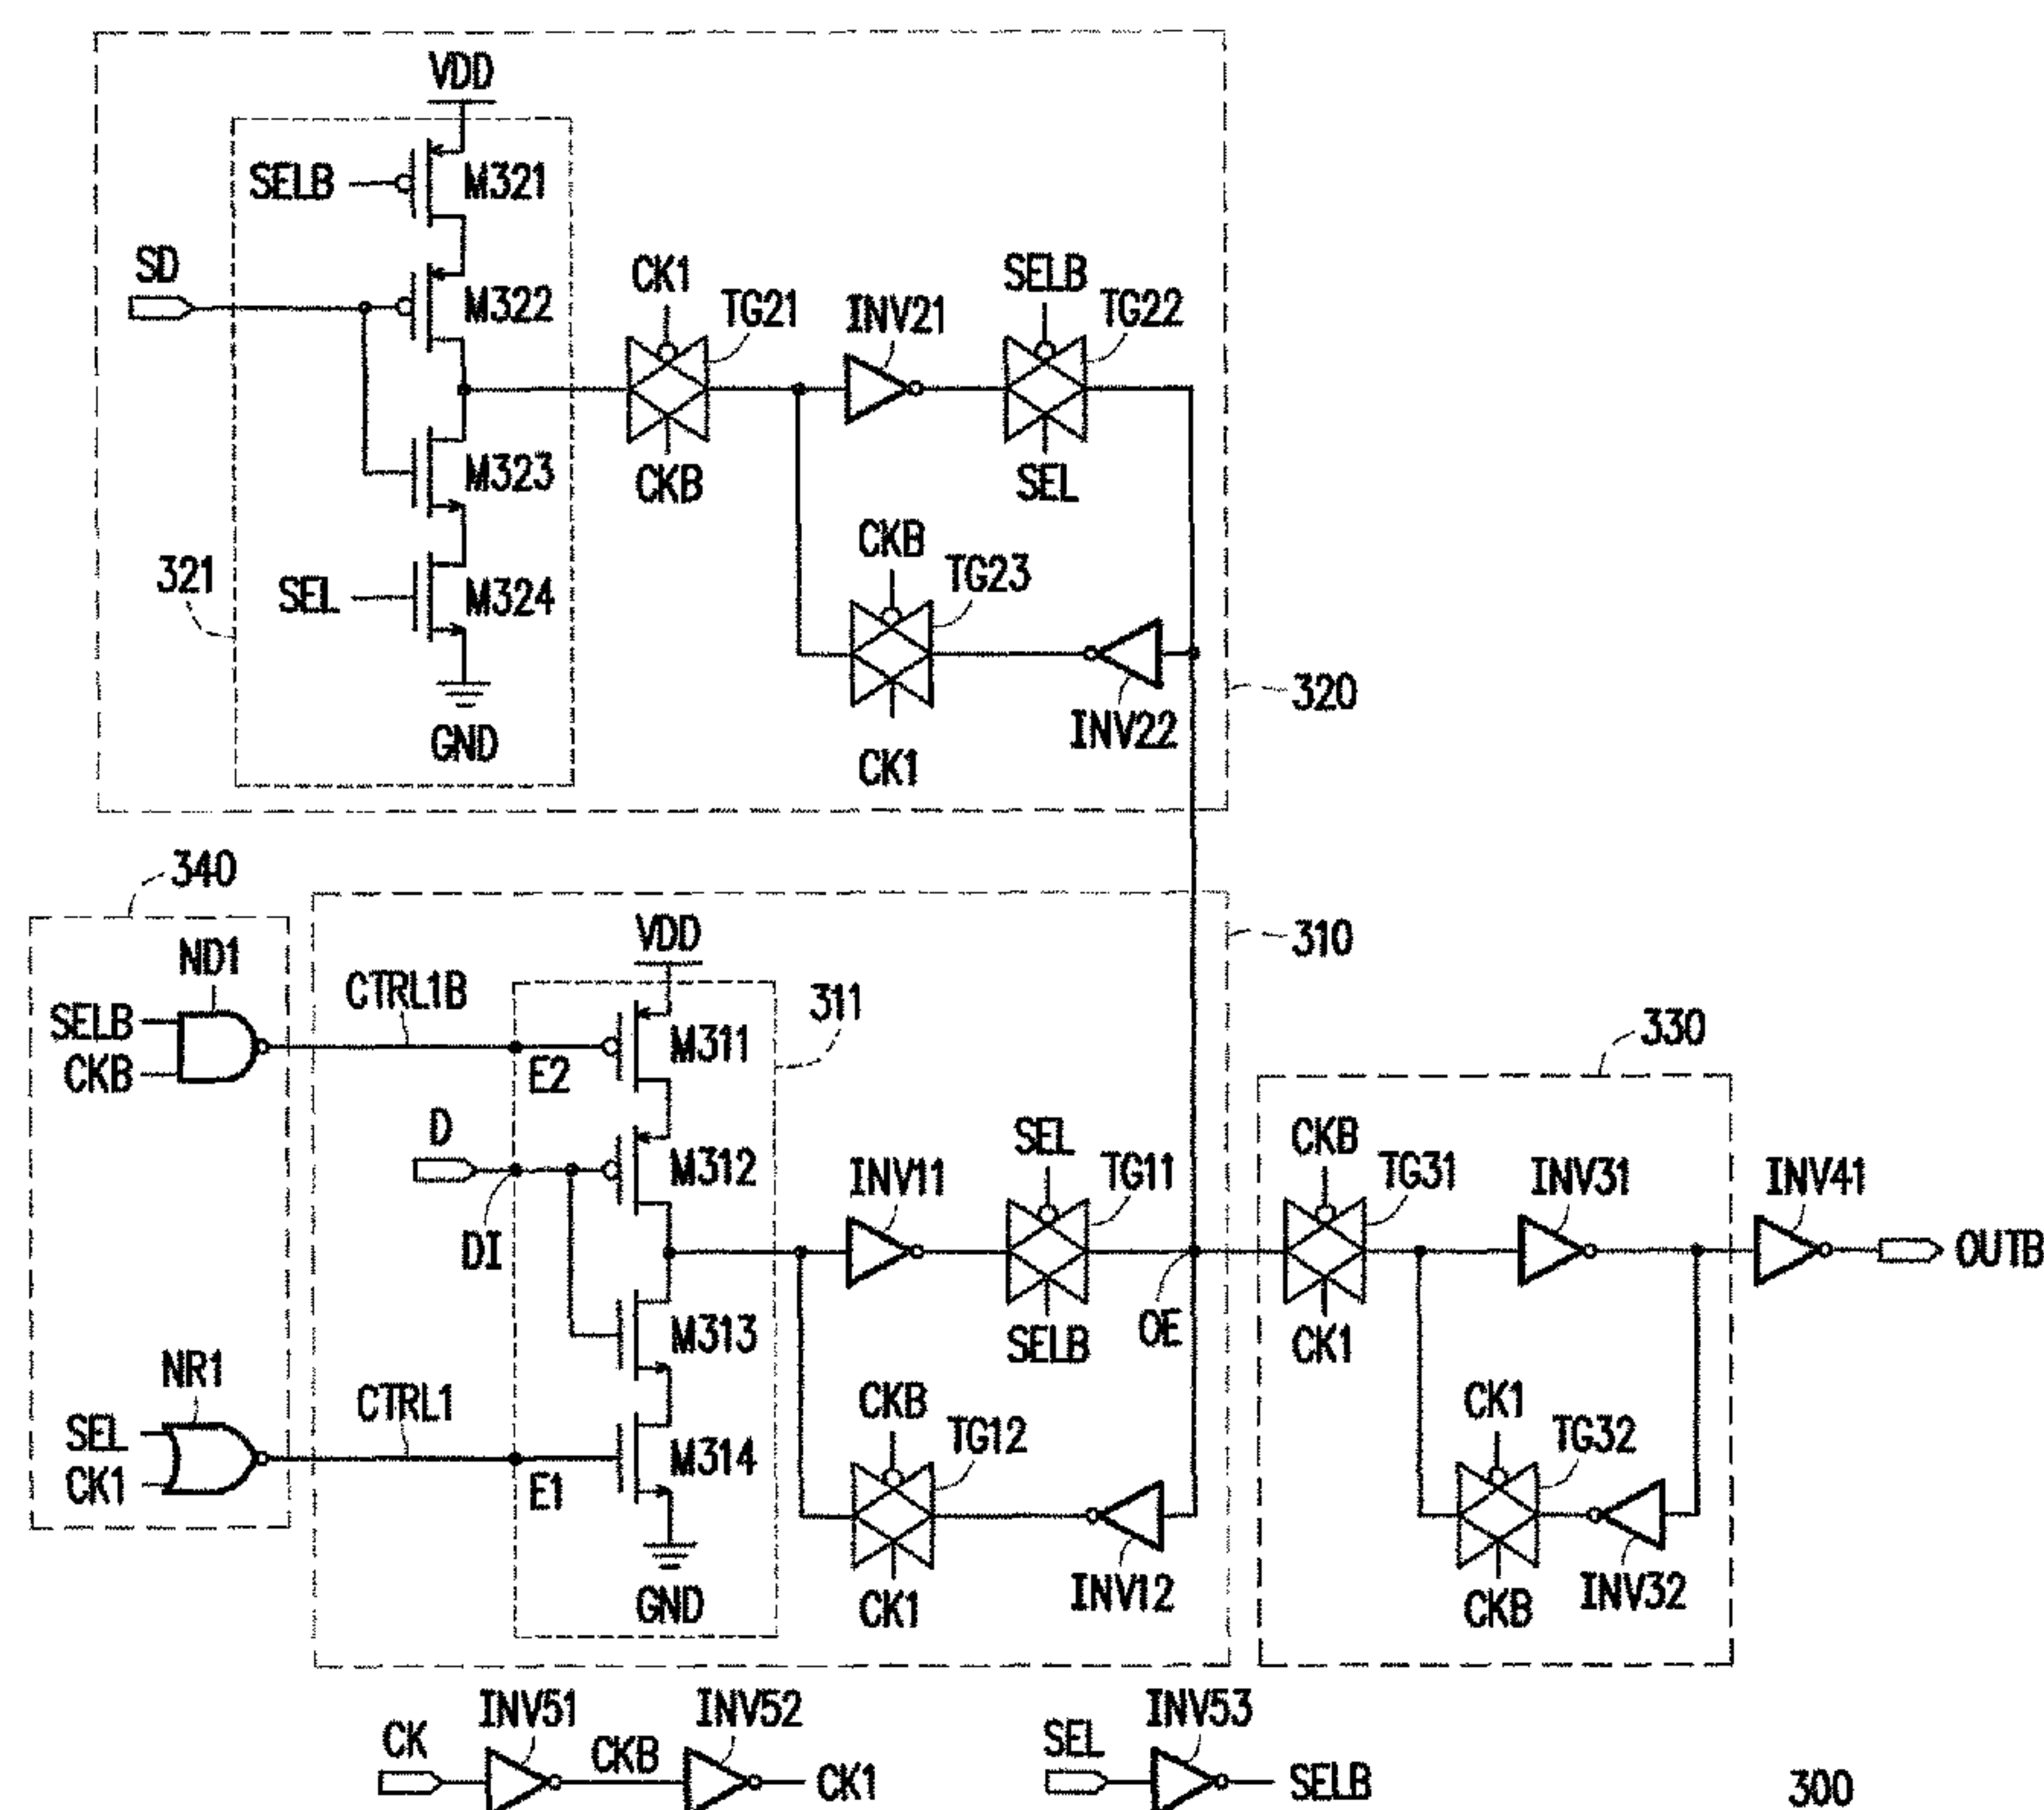 VDD
SELB
M321
SD
M322
CK1
TG21
INV21
SELB
TG22
M323
CKB
SEL
321
SEL
M324
CKB
TG23
INV22
CK1
GND
320
340
ND1
SELB
CKB
CTRL1B
VDD
311
310
M311
E2
D
M312
DI
INV11
SEL
TG11
330
CKB
TG31
INV31
INV41
OUTB
M313
SELB
OE
CK1
NR1
SEL
CK1
CTRL1
M314
E1
CKB
TG12
CK1
TG32
GND
CK1
INV12
CKB
INV32
CK
INV51
CKB
INV52
CK1
SEL
INV53
SELB
300